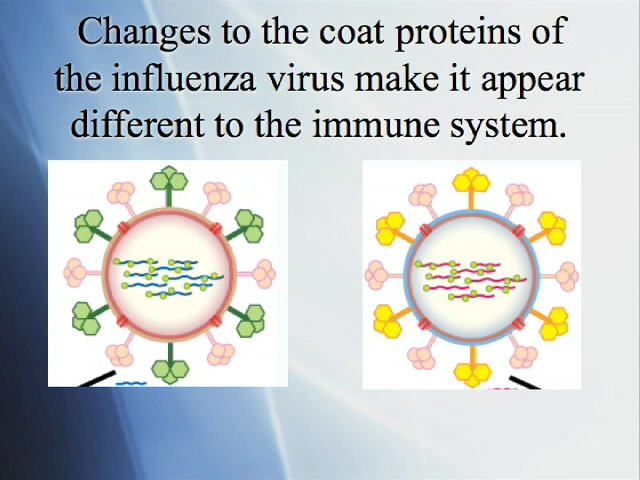 Changes to the coat proteins of
the influenza virus make it appear
different to the immune system.